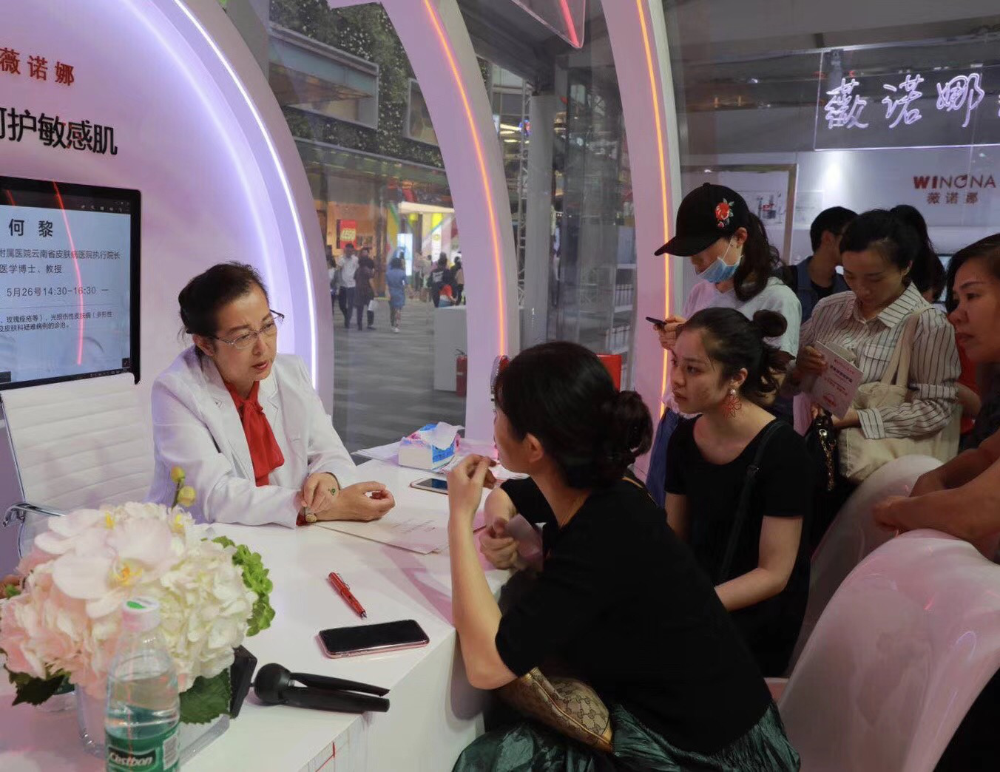 薇诺娜
护敏感肌
何黎
附属医院云南省皮肤病医院执行院长
医学博士、教授
5月26号14:30-16:30
、玫瑰痤疮等）、光损伤性皮肤病（多形性
及皮肤科疑难病例的诊治。
LEGO
薇诺娜
WINONA
薇诺娜
C'estbon